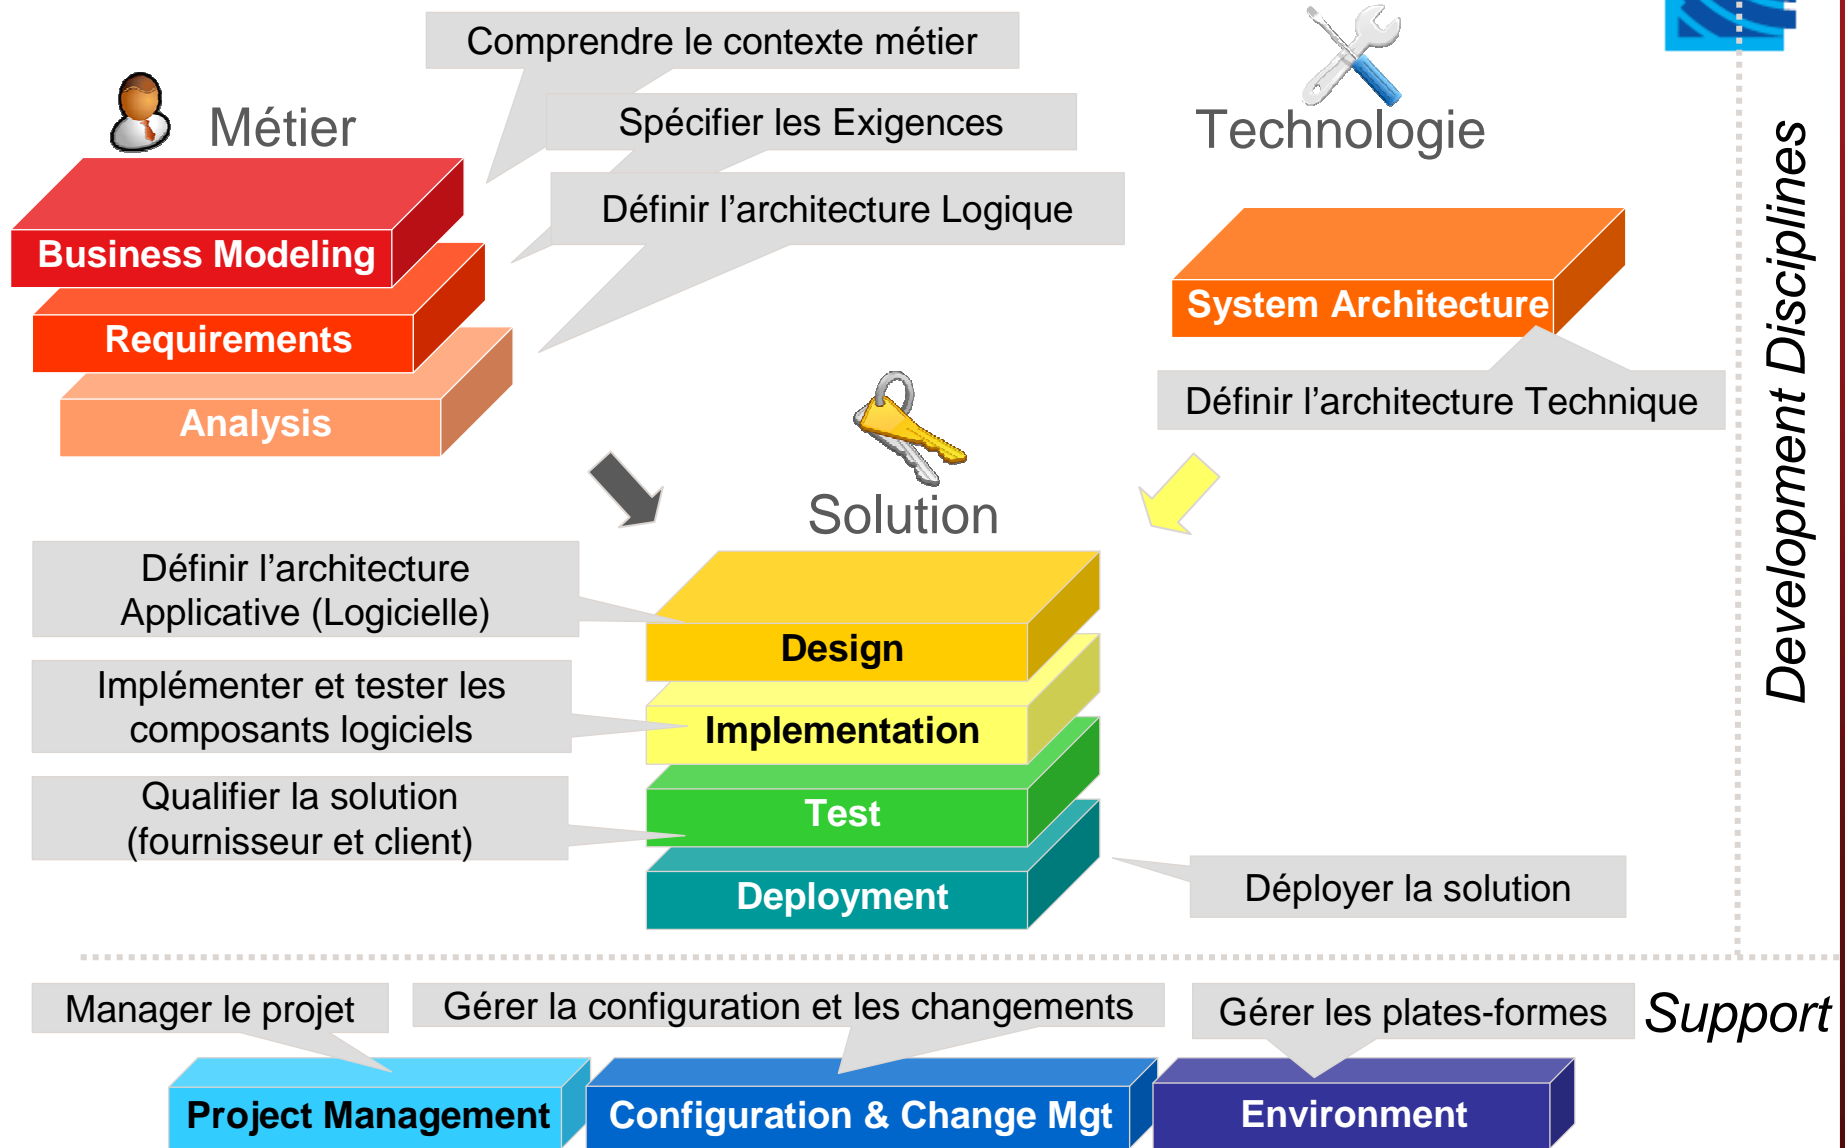 Comprendre le contexte métier
Métier
Spécifier les Exigences
Technologie
Définir l'architecture Logique
Business Modeling
Requirements
Analysis
System Architecture
Définir l'architecture Technique
Solution
Définir l'architecture
Applicative (Logicielle)
Design
Implémenter et tester les
composants logiciels
Implementation
Qualifier la solution
(fournisseur et client)
Test
Deployment
Déployer la solution
Development Disciplines
Manager le projet
Gérer la configuration et les changements
Gérer les plates-formes
Support
Project Management
Configuration & Change Mgt
Environment